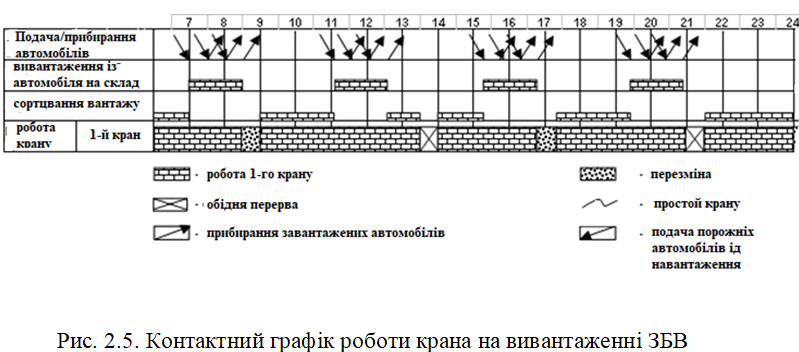 7 8 9 10 11 12 13 14 15 16 17 18 19 20 21 22 23 24
Подача/прибирання
автомобілів
вивантаження із
автомобіля на склад
сортцвання вантажу
робота
крану
1-й кран
- робота 1-го крану
- перезміна
- обідня перерва
- простой крану
- прибирання завантажених автомобілів
- подача порожніх
автомобілів ід
навантаження
Рис. 2.5. Контактний графік роботи крана на вивантаженні ЗБВ